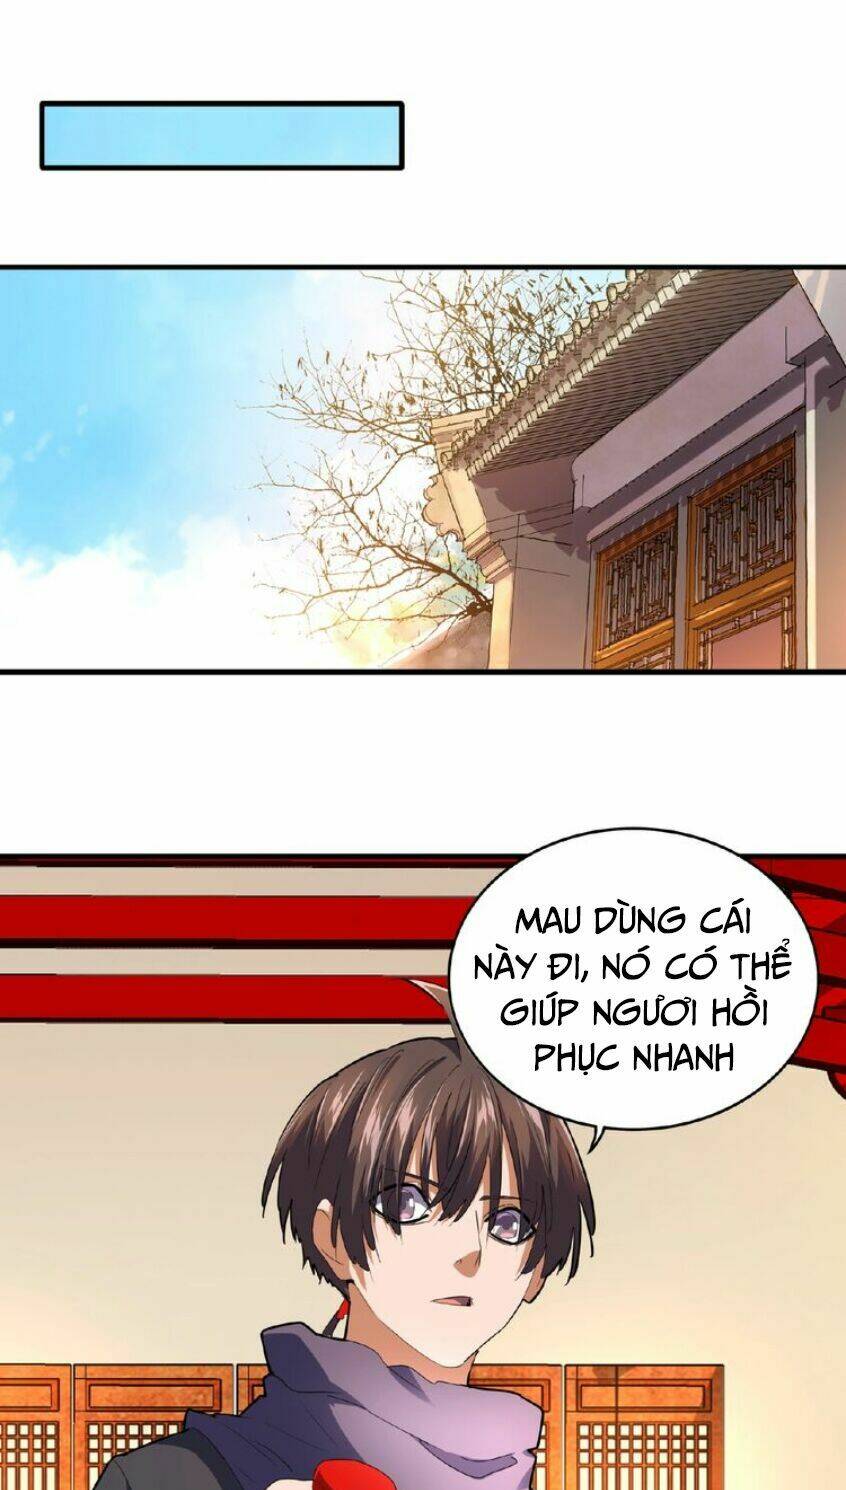 MAU DÙNG CÁI
NÀY ĐI, NÓ CÓ THỂ
GIÚP NGƯƠI HỒI
PHỤC NHANH